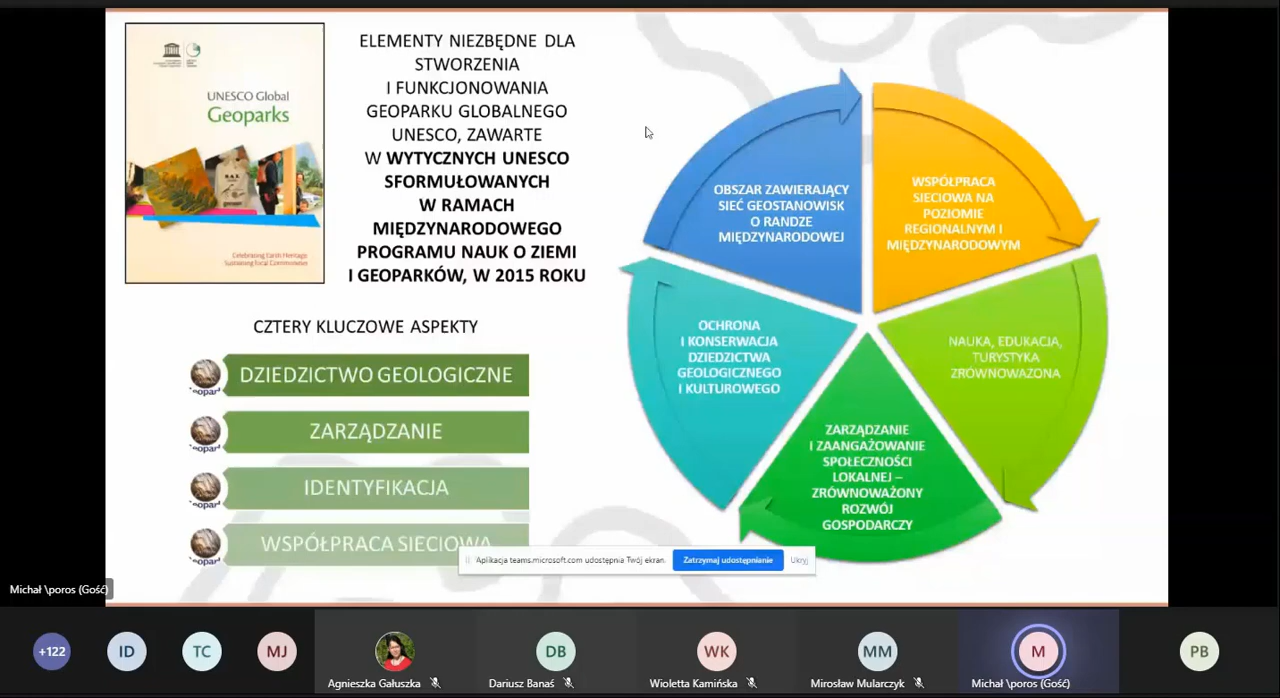 UNESCO Global
Geoparks
Celebrating Earth Heritage
Sustaining local Communities
ELEMENTY NIEZBĘDNE DLA
STWORZENIA
I FUNKCJONOWANIA
GEOPARKU GLOBALNEGO
UNESCO, ZAWARTE
W WYTYCZNYCH UNESCO
SFORMUŁOWANYCH
W RAMACH
MIĘDZYNARODOWEGO
PROGRAMU NAUK O ZIEMI
I GEOPARKÓW, W 2015 ROKU
CZTERY KLUCZOWE ASPEKTY
DZIEDZICTWO GEOLOGICZNE
ZARZĄDZANIE
IDENTYFIKACJA
WSPÓŁPRACA SIECIOWA
OBSZAR ZAWIERAJĄCY
SIEĆ GEOSTANOWISK
O RANDZE
MIĘDZYNARODOWEJ
WSPÓŁPRACA
SIECIOWA NA
POZIOMIE
REGIONALNYM I
MIĘDZYNARODOWYM
NAUKA, EDUKACJA,
TURYSTYKA
ZRÓWNOWAŻONA
ZARZĄDZANIE
I ZAANGAŻOWANIE
SPOŁECZNOŚCI
LOKALNEJ –
ZRÓWNOWAŻONY
ROZWÓJ
GOSPODARCZY
OCHRONA
I KONSERWACJA
DZIEDZICTWA
GEOLOGICZNEGO
I KULTUROWEGO
Aplikacja teams.microsoft.com udostępnia Twój ekran.
Zatrzymaj udostępnianie
Ukryj
Michał \poros (Gość)
+122
ID
TC
MJ
Agnieszka Gałuszka
DB
Dariusz Banaś
WK
Wioletta Kamińska
MM
Mirosław Mularczyk
M
Michał \poros (Gość)
PB